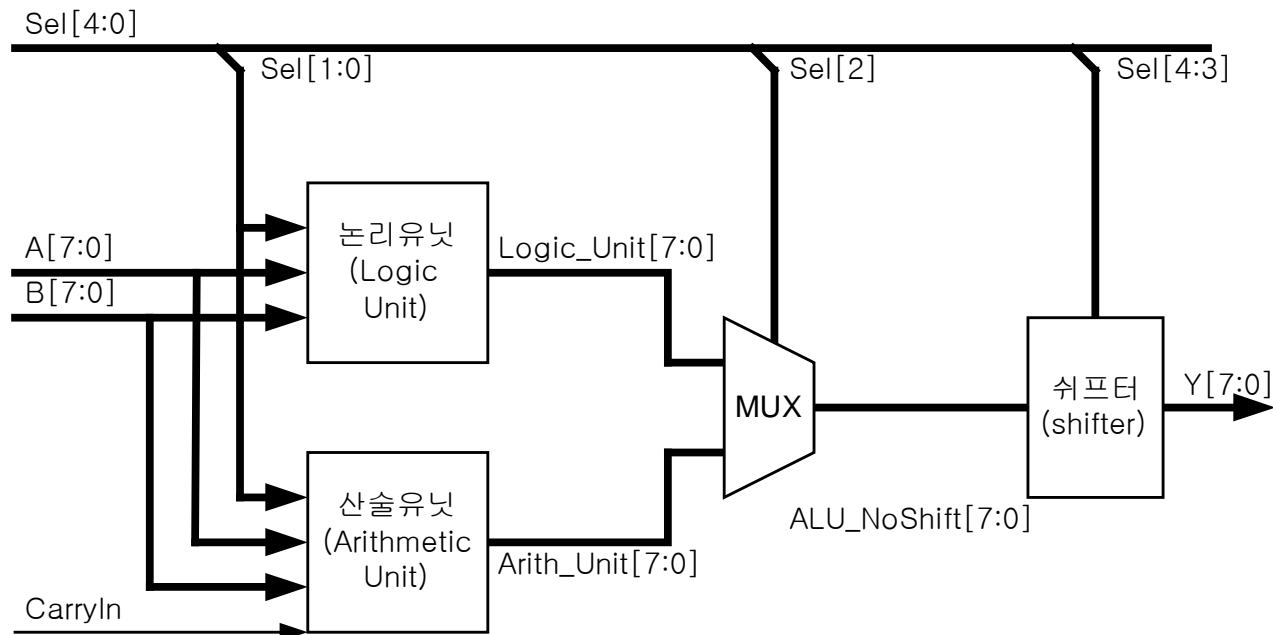 Sel[4:0]
Sel[1:0]
Sel[2]
Sel[4:3]
A[7:0]
B[7:0]
논리유닛
(Logic
Unit)
Logic_Unit[7:0]
MUX
쉬프터
(shifter)
Y[7:0]
산술유닛
(Arithmetic
Unit)
Arith_Unit[7:0]
ALU_NoShift[7:0]
CarryIn